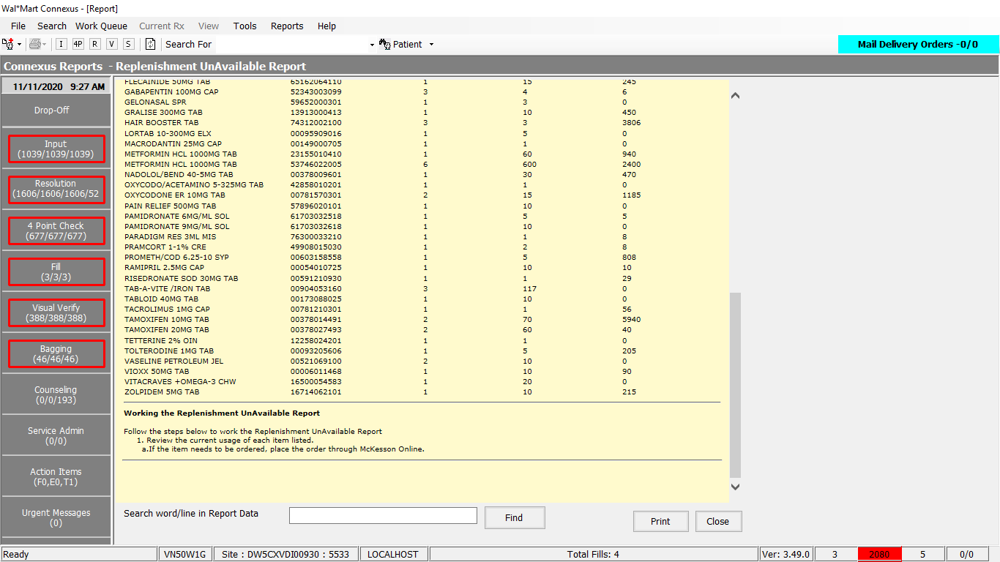 Wal*Mart Connexus - [Report]
File Search Work Queue Current Rx View Tools Reports Help
I 4P R V S Search For Patient Mail Delivery Orders -0/0
Connexus Reports - Replenishment UnAvailable Report
11/11/2020 9:27 AM
Drop-Off
Input
(1039/1039/1039)
Resolution
(1606/1606/1606/52
4 Point Check
(677/677/677)
Fill
(3/3/3)
Visual Verify
(388/388/388)
Bagging
(46/46/46)
Counseling
(0/0/193)
Service Admin
(0/0)
Action Items
(F0,E0,T1)
Urgent Messages
(0)
FLECAINIDE 50MG TAB 65162064110 1 15 245
GABAPENTIN 100MG CAP 52343003099 3 4 6
GELONASAL SPR 59652000301 1 3 0
GRALISE 300MG TAB 13913000413 1 10 450
HAIR BOOSTER TAB 74312002100 3 3 3806
LORTAB 10-300MG ELX 00095909016 1 5 0
MACRODANTIN 25MG CAP 00149000705 1 1 0
METFORMIN HCL 1000MG TAB 23155010410 1 60 940
METFORMIN HCL 1000MG TAB 53746022005 6 600 2400
NADOLOL/BEND 40-5MG TAB 00378009601 1 30 470
OXYCODO/ACETAMINO 5-325MG TAB 42858010201 1 1 0
OXYCODONE ER 10MG TAB 00781570301 2 15 1185
PAIN RELIEF 500MG TAB 57896020101 1 10 0
PAMIDRONATE 6MG/ML SOL 61703032518 1 5 5
PAMIDRONATE 9MG/ML SOL 61703032618 1 10 0
PARADIGM RES 3ML MIS 76300033210 1 1 8
PRAMCORT 1-1% CRE 49908015030 1 2 8
PROMETH/COD 6.25-10 SYP 00603158558 1 5 808
RAMIPRIL 2.5MG CAP 00054010725 1 10 10
RISEDRONATE SOD 30MG TAB 00591210930 1 1 29
TAB-A-VITE /IRON TAB 00904053160 3 117 0
TABLOID 40MG TAB 00173088025 1 10 0
TACROLIMUS 1MG CAP 00781210301 1 1 56
TAMOXIFEN 10MG TAB 00378014491 2 70 5940
TAMOXIFEN 20MG TAB 00378027493 2 60 40
TETTERINE 2% OIN 12258024201 1 1 0
TOLTERODINE 1MG TAB 00093205606 1 5 205
VASELINE PETROLEUM JEL 00521069100 2 10 0
VIOXX 50MG TAB 00006011468 1 10 90
VITACRAVES +OMEGA-3 CHW 16500054583 1 20 0
ZOLPIDEM 5MG TAB 16714062101 1 10 215
Working the Replenishment UnAvailable Report
Follow the steps below to work the Replenishment UnAvailable Report
1. Review the current usage of each item listed.
a.If the item needs to be ordered, place the order through McKesson Online.
Search word/line in Report Data Find Print Close
Ready VN50W1G Site : DW5CXVDI00930 : 5533 LOCALHOST Total Fills: 4 Ver: 3.49.0 3 2080 5 0/0